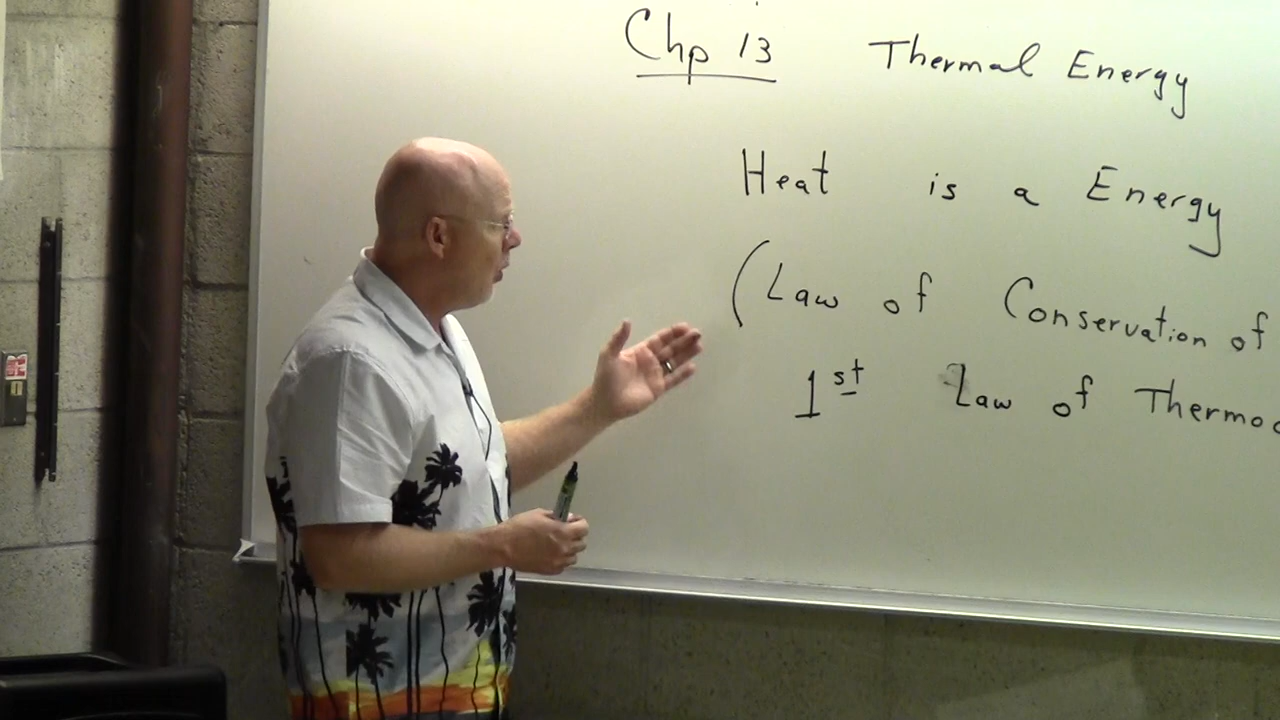 Chp 13 Thermal Energy
Heat is a Energy
(Law of Conservation of
1st Law of Thermo